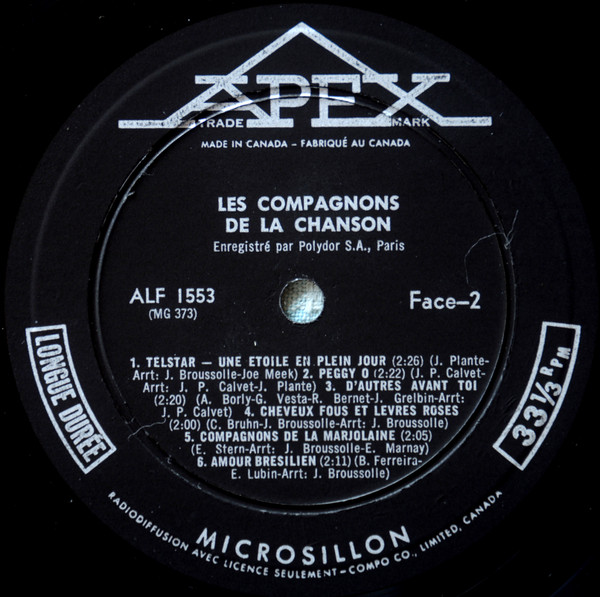 APEX
TRADE MARK
MADE IN CANADA – FABRIQUÉ AU CANADA
LES COMPAGNONS
DE LA CHANSON
Enregistré par Polydor S.A., Paris
ALF 1553
(MG 373)
Face–2
1. TELSTAR — UNE ETOILE EN PLEIN JOUR (2:26) (J. Plante-
Arrt: J. Broussolle-Joe Meek) 2. PEGGY O (2:22) (J. P. Calvet-
Arrt: J. P. Calvet-J. Plante) 3. D'AUTRES AVANT TOI
(2:20) (A. Borly-G. Vesta-R. Bernet-J. Grelbin-Arrt:
J. P. Calvet) 4. CHEVEUX FOUS ET LEVRES ROSES
(2:00) (C. Bruhn-J. Broussolle-Arrt: J. Broussolle)
5. COMPAGNONS DE LA MARJOLAINE (2:05)
(E. Stern-Arrt: J. Broussolle-E. Marnay)
6. AMOUR BRESILIEN (2:11) (B. Ferreira-
E. Lubin-Arrt: J. Broussolle)
LONGUE DURÉE
33⅓ RPM
MICROSILLON
RADIODIFFUSION AVEC LICENCE SEULEMENT–COMPO CO., LIMITED, CANADA